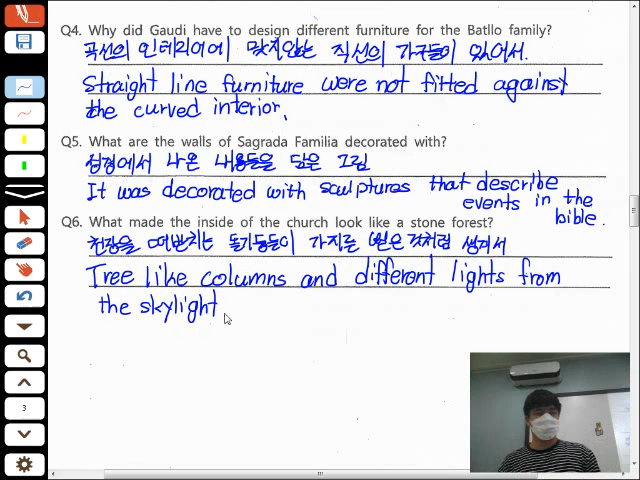 Q4. Why did Gaudi have to design different furniture for the Batllo family?
곡선의 인테리어에 맞지않는 직선의 가구들이 있어서.
Straight line furniture were not fitted against
the curved interior.
Q5. What are the walls of Sagrada Familia decorated with?
성경에서 나온 내용들을 담은 그림
It was decorated with sculptures that describe
events in the
bible.
Q6. What made the inside of the church look like a stone forest?
천장을 떠받치는 돌기둥들이 가지로 뻗은 것처럼 생겨서
Tree like columns and different lights from
the skylight
3